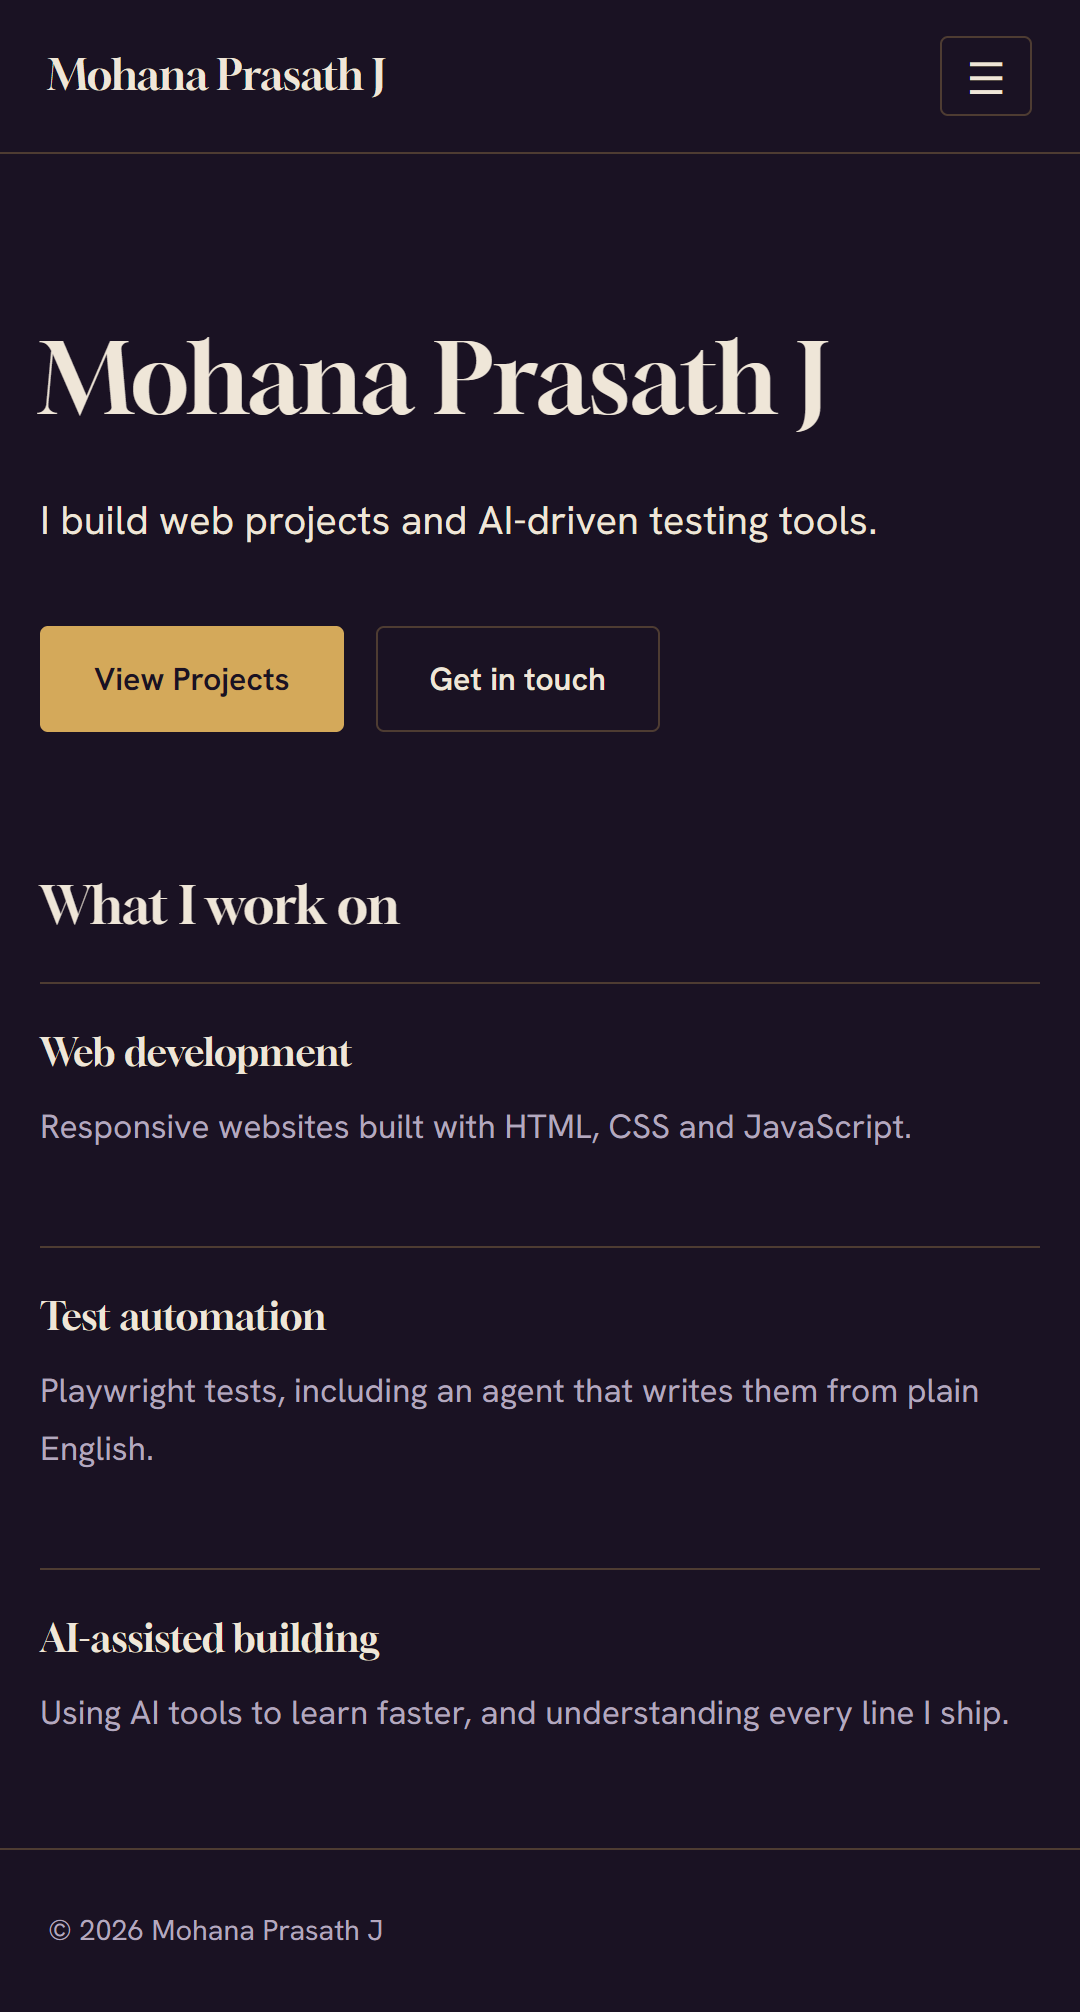 Mohana Prasath J
☰
Mohana Prasath J
I build web projects and AI-driven testing tools.
View Projects
Get in touch
What I work on
Web development
Responsive websites built with HTML, CSS and JavaScript.
Test automation
Playwright tests, including an agent that writes them from plain
English.
AI-assisted building
Using AI tools to learn faster, and understanding every line I ship.
© 2026 Mohana Prasath J